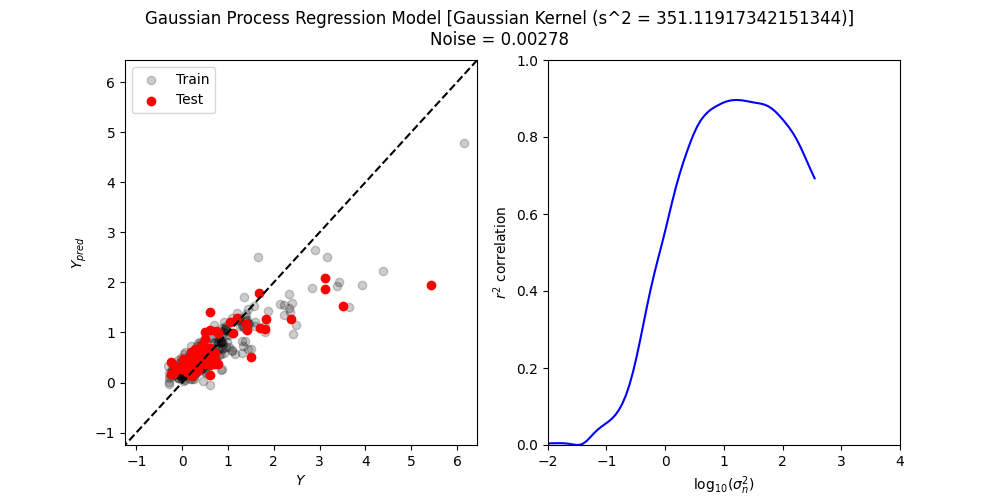 Gaussian Process Regression Model [Gaussian Kernel (s^2 = 351.11917342151344)]
Noise = 0.00278
Train
Test
6
5
4
3
2
1
0
−1
Y_pred
−1 0 1 2 3 4 5 6
Y
1.0
0.8
0.6
0.4
0.2
0.0
r² correlation
−2 −1 0 1 2 3 4
log₁₀(σₙ²)